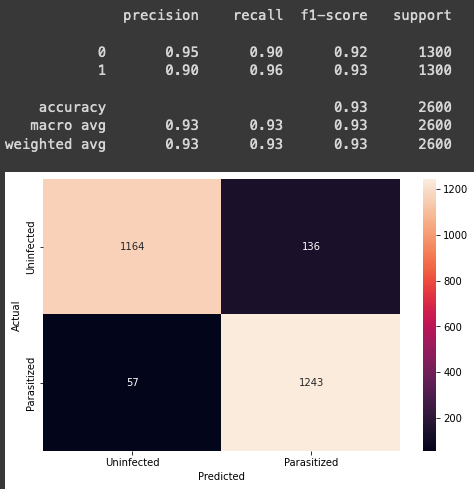 precision recall f1-score support
0 0.95 0.90 0.92 1300
1 0.90 0.96 0.93 1300
accuracy 0.93 2600
macro avg 0.93 0.93 0.93 2600
weighted avg 0.93 0.93 0.93 2600
Actual
Uninfected
1164 136
Parasitized
57 1243
Uninfected Parasitized
Predicted
1200
1000
800
600
400
200